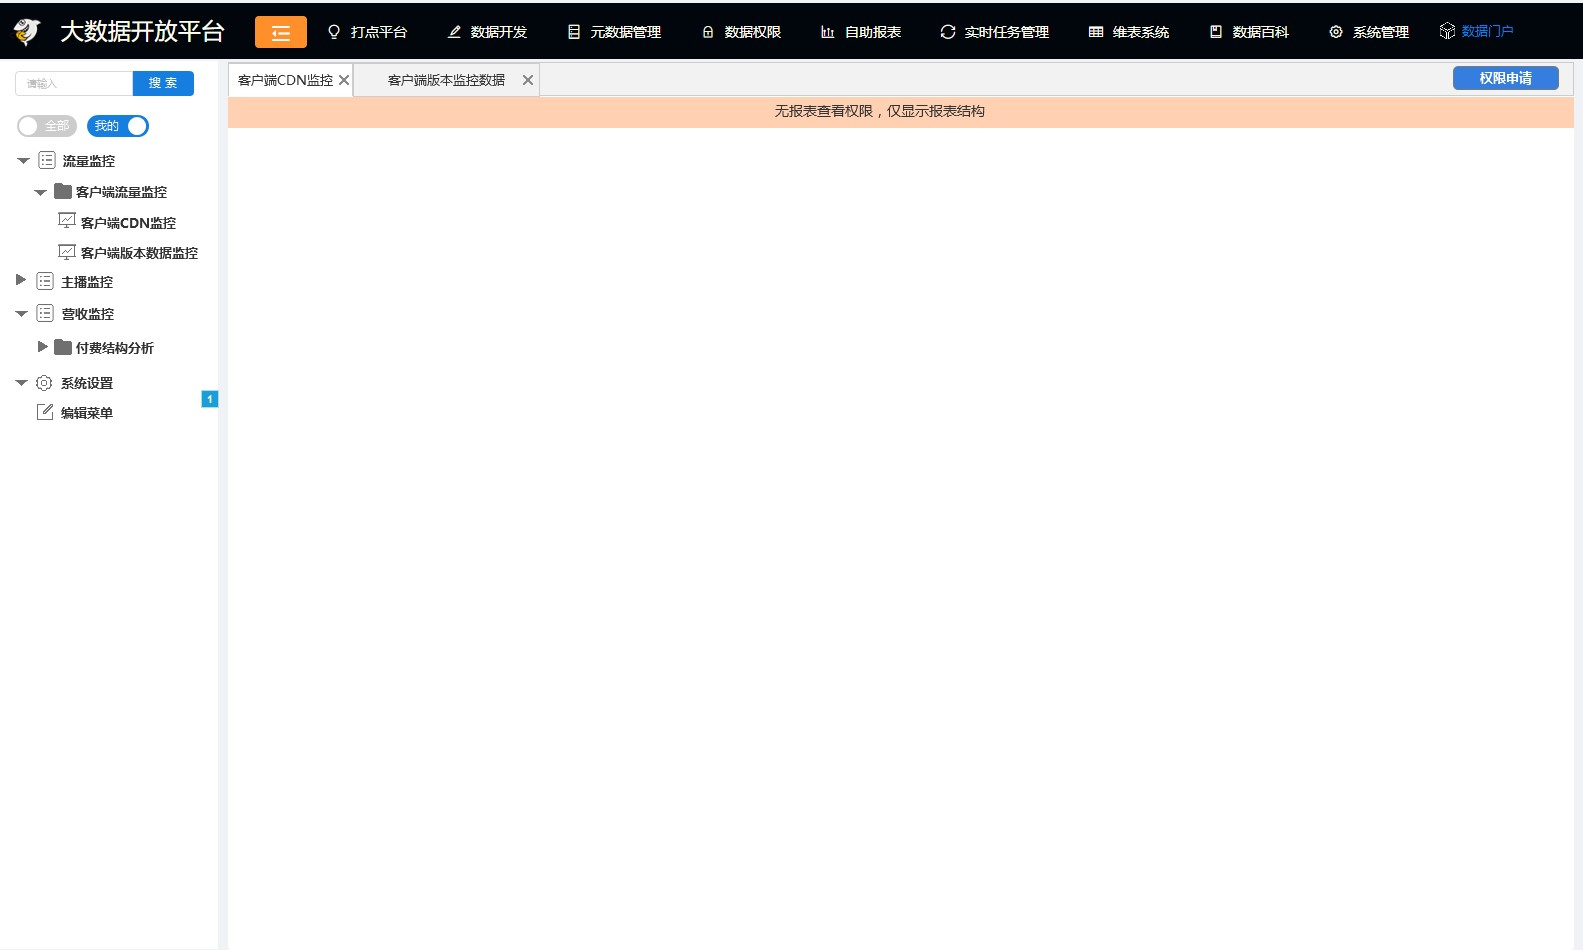 大数据开放平台
打点平台
数据开发
元数据管理
数据权限
自助报表
实时任务管理
维表系统
数据百科
系统管理
数据门户
请输入
搜 索
全部
我的
流量监控
客户端流量监控
客户端CDN监控
客户端版本数据监控
主播监控
营收监控
付费结构分析
系统设置
1
编辑菜单
客户端CDN监控
客户端版本监控数据
权限申请
无报表查看权限，仅显示报表结构